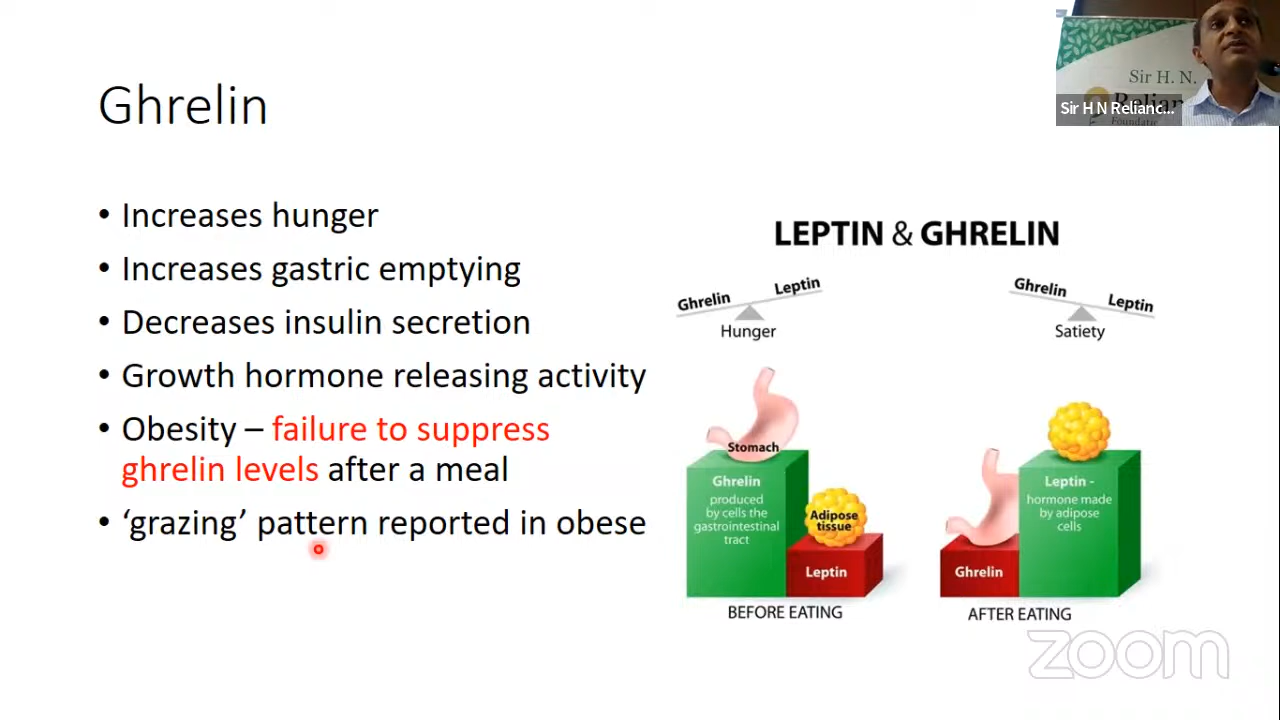 Ghrelin
• Increases hunger
• Increases gastric emptying
• Decreases insulin secretion
• Growth hormone releasing activity
• Obesity – failure to suppress
ghrelin levels after a meal
• ‘grazing’ pattern reported in obese
LEPTIN & GHRELIN
Ghrelin Leptin
Hunger
Ghrelin Leptin
Satiety
Stomach
Ghrelin
produced
by cells the
gastrointestinal
tract
Adipose
tissue
Leptin
BEFORE EATING
Leptin -
hormone made
by adipose
cells
Ghrelin
AFTER EATING
Sir H. N.
Sir H N Relianc...
zoom